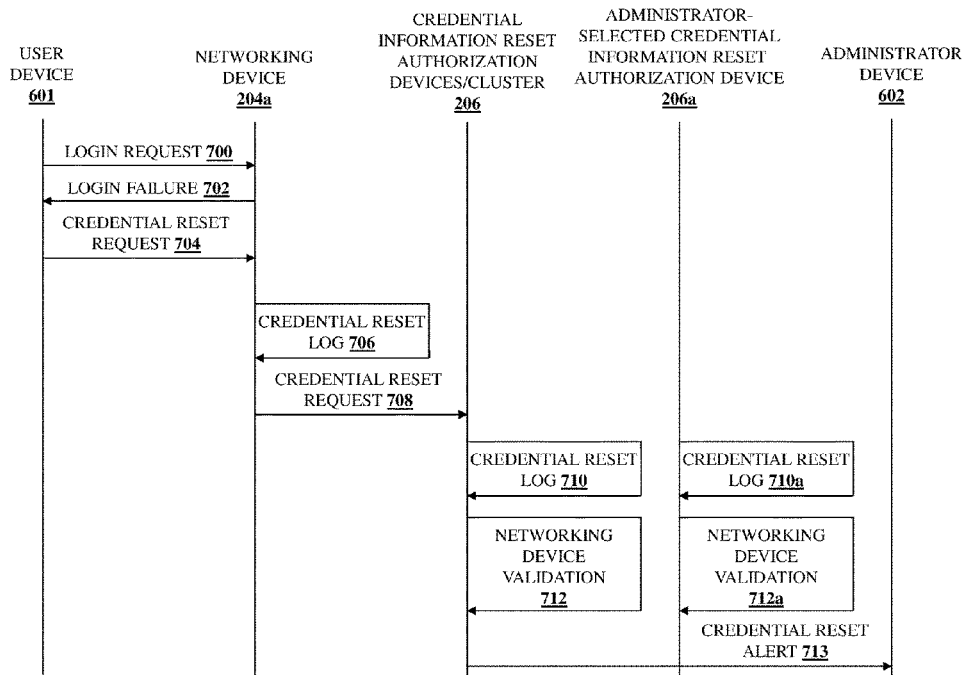 USER
DEVICE
601
NETWORKING
DEVICE
204a
CREDENTIAL
INFORMATION RESET
AUTHORIZATION
DEVICES/CLUSTER
206
ADMINISTRATOR-
SELECTED CREDENTIAL
INFORMATION RESET
AUTHORIZATION DEVICE
206a
ADMINISTRATOR
DEVICE
602
LOGIN REQUEST 700
LOGIN FAILURE 702
CREDENTIAL RESET
REQUEST 704
CREDENTIAL RESET
LOG 706
CREDENTIAL RESET
REQUEST 708
CREDENTIAL RESET
LOG 710
CREDENTIAL RESET
LOG 710a
NETWORKING
DEVICE
VALIDATION
712
NETWORKING
DEVICE
VALIDATION
712a
CREDENTIAL RESET
ALERT 713